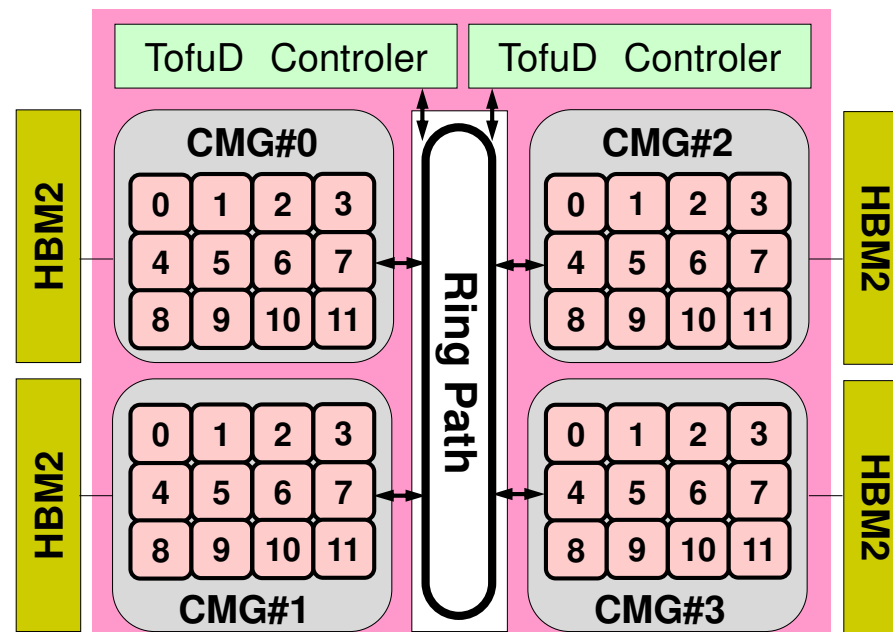 TofuD Controler
TofuD Controler
HBM2
CMG#0
0 1 2 3
4 5 6 7
8 9 10 11
Ring Path
CMG#2
0 1 2 3
4 5 6 7
8 9 10 11
HBM2
HBM2
0 1 2 3
4 5 6 7
8 9 10 11
CMG#1
0 1 2 3
4 5 6 7
8 9 10 11
CMG#3
HBM2